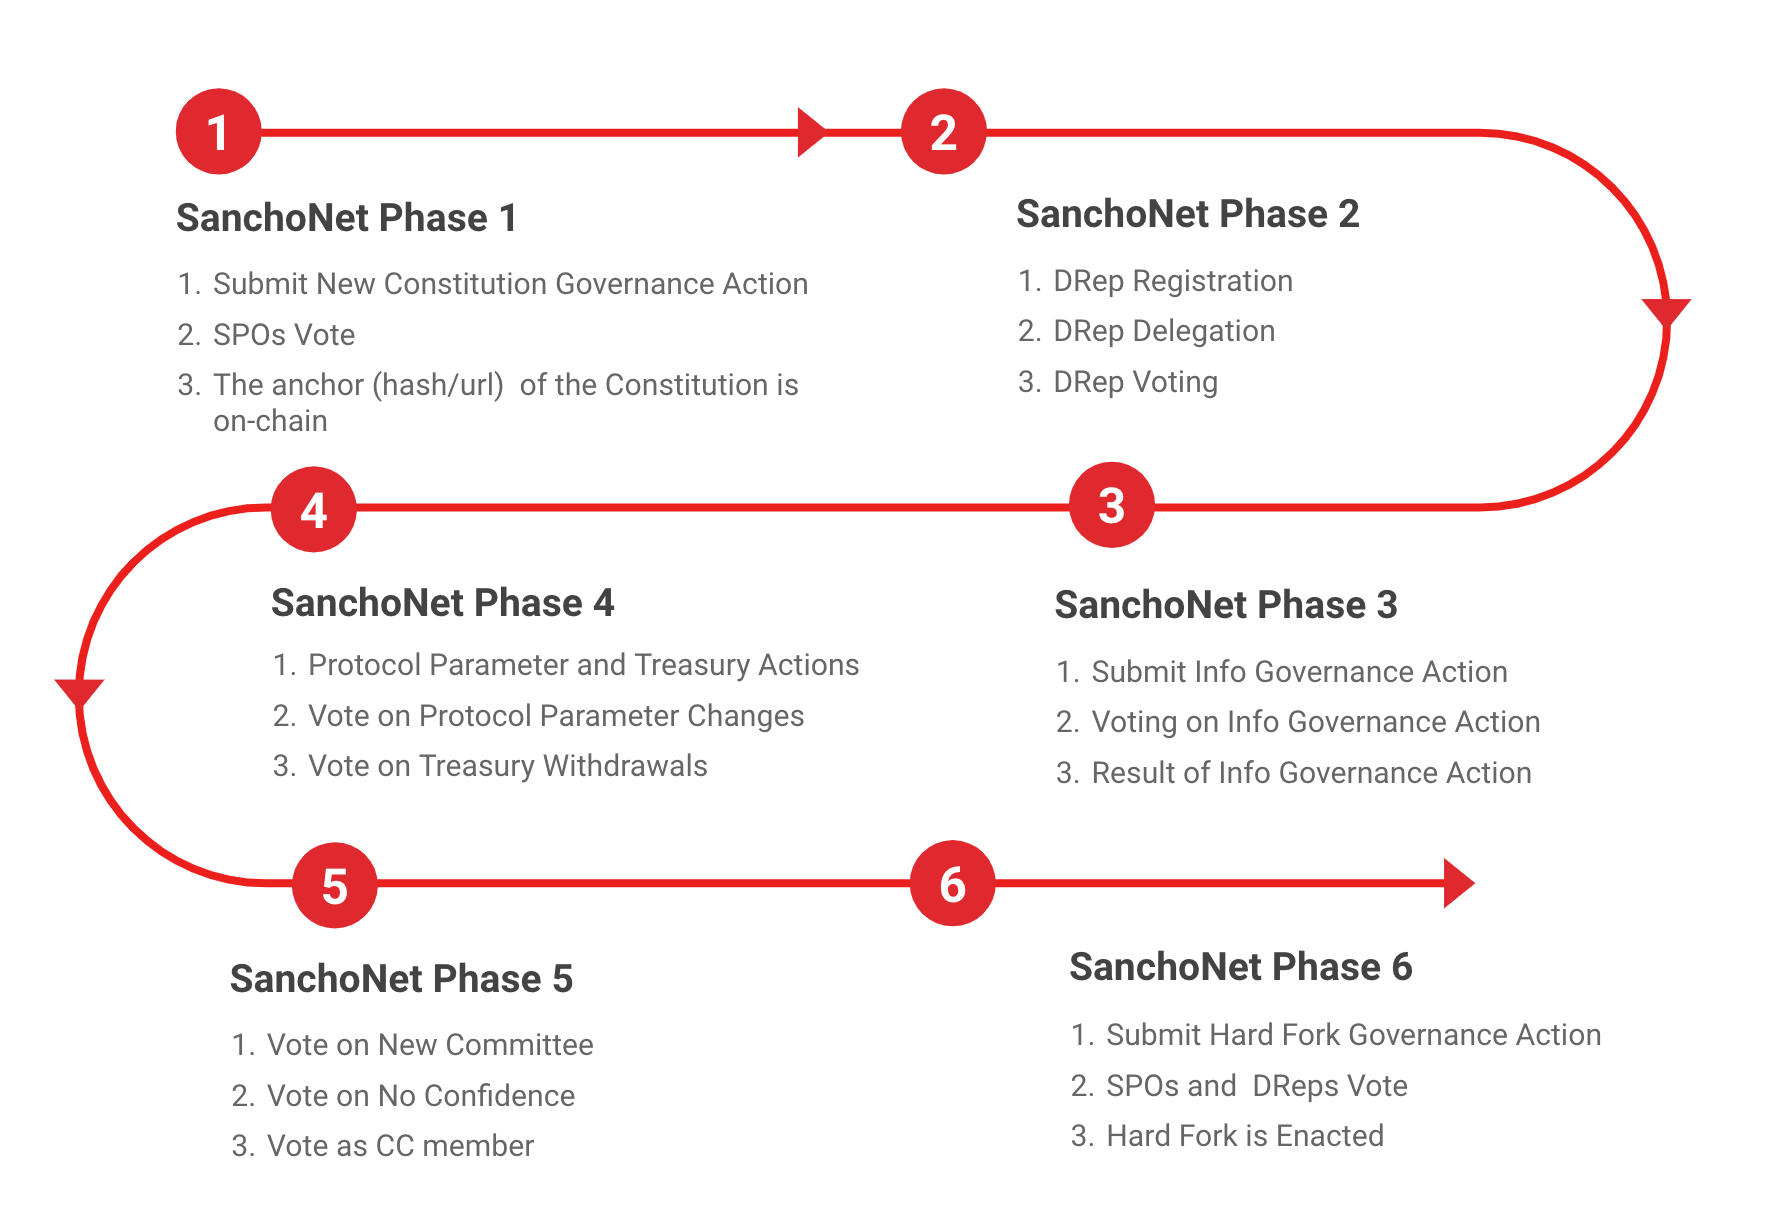 1
2
SanchoNet Phase 1
1. Submit New Constitution Governance Action
2. SPOs Vote
3. The anchor (hash/url)  of the Constitution is
on-chain
SanchoNet Phase 2
1. DRep Registration
2. DRep Delegation
3. DRep Voting
3
SanchoNet Phase 3
1. Submit Info Governance Action
2. Voting on Info Governance Action
3. Result of Info Governance Action
4
SanchoNet Phase 4
1. Protocol Parameter and Treasury Actions
2. Vote on Protocol Parameter Changes
3. Vote on Treasury Withdrawals
5
SanchoNet Phase 5
1. Vote on New Committee
2. Vote on No Confidence
3. Vote as CC member
6
SanchoNet Phase 6
1. Submit Hard Fork Governance Action
2. SPOs and  DReps Vote
3. Hard Fork is Enacted